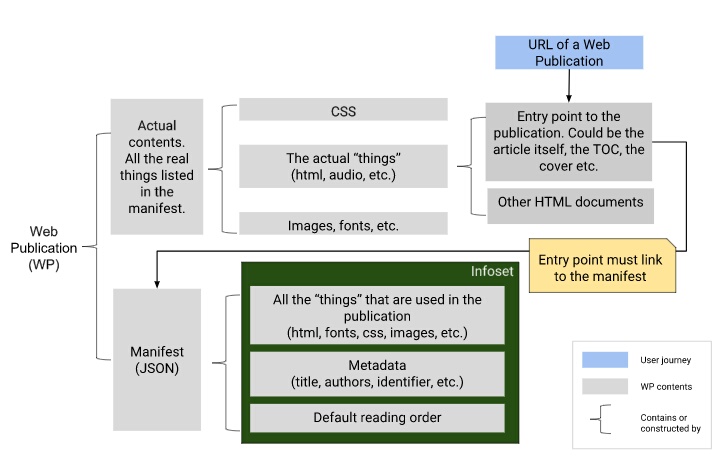 URL of a Web
Publication
Actual
contents.
All the real
things listed
in the
manifest.
CSS
The actual “things”
(html, audio, etc.)
Images, fonts, etc.
Entry point to the
publication. Could be the
article itself, the TOC, the
cover etc.
Other HTML documents
Web
Publication
(WP)
Entry point must link
to the manifest
Infoset
Manifest
(JSON)
All the “things” that are used in the
publication
(html, fonts, css, images, etc.)
Metadata
(title, authors, identifier, etc.)
Default reading order
User journey
WP contents
Contains or
constructed by